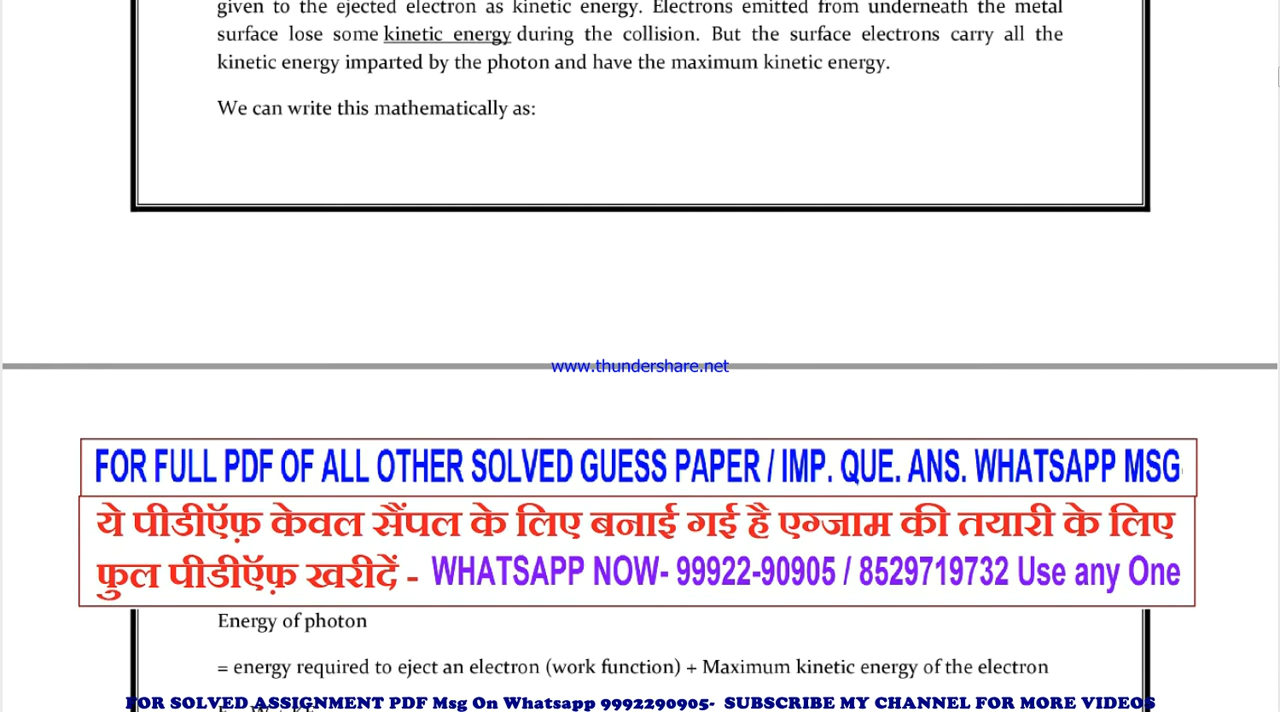 given to the ejected electron as kinetic energy. Electrons emitted from underneath the metal
surface lose some kinetic energy during the collision. But the surface electrons carry all the
kinetic energy imparted by the photon and have the maximum kinetic energy.
We can write this mathematically as:
www.thundershare.net
FOR FULL PDF OF ALL OTHER SOLVED GUESS PAPER / IMP. QUE. ANS. WHATSAPP MSG
ये पीडीऍफ़ केवल सैंपल के लिए बनाई गई है एग्जाम की तयारी के लिए
फुल पीडीऍफ़ खरीदें - WHATSAPP NOW- 99922-90905 / 8529719732 Use any One
Energy of photon
= energy required to eject an electron (work function) + Maximum kinetic energy of the electron
FOR SOLVED ASSIGNMENT PDF Msg On Whatsapp 9992290905- SUBSCRIBE MY CHANNEL FOR MORE VIDEOS